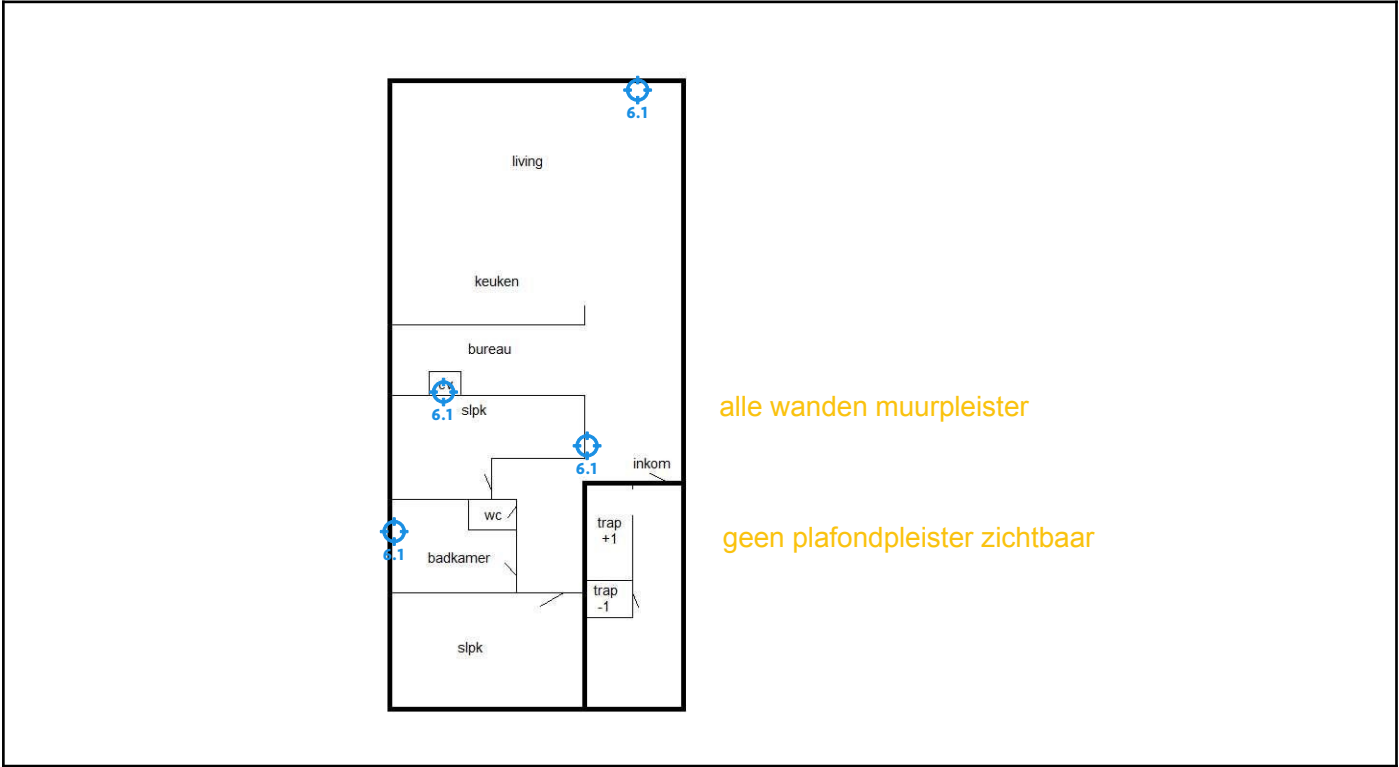 6.1
living
keuken
bureau
cv
6.1
slpk
alle wanden muurpleister
6.1
inkom
wc
trap
+1
geen plafondpleister zichtbaar
6.1
badkamer
trap
-1
slpk